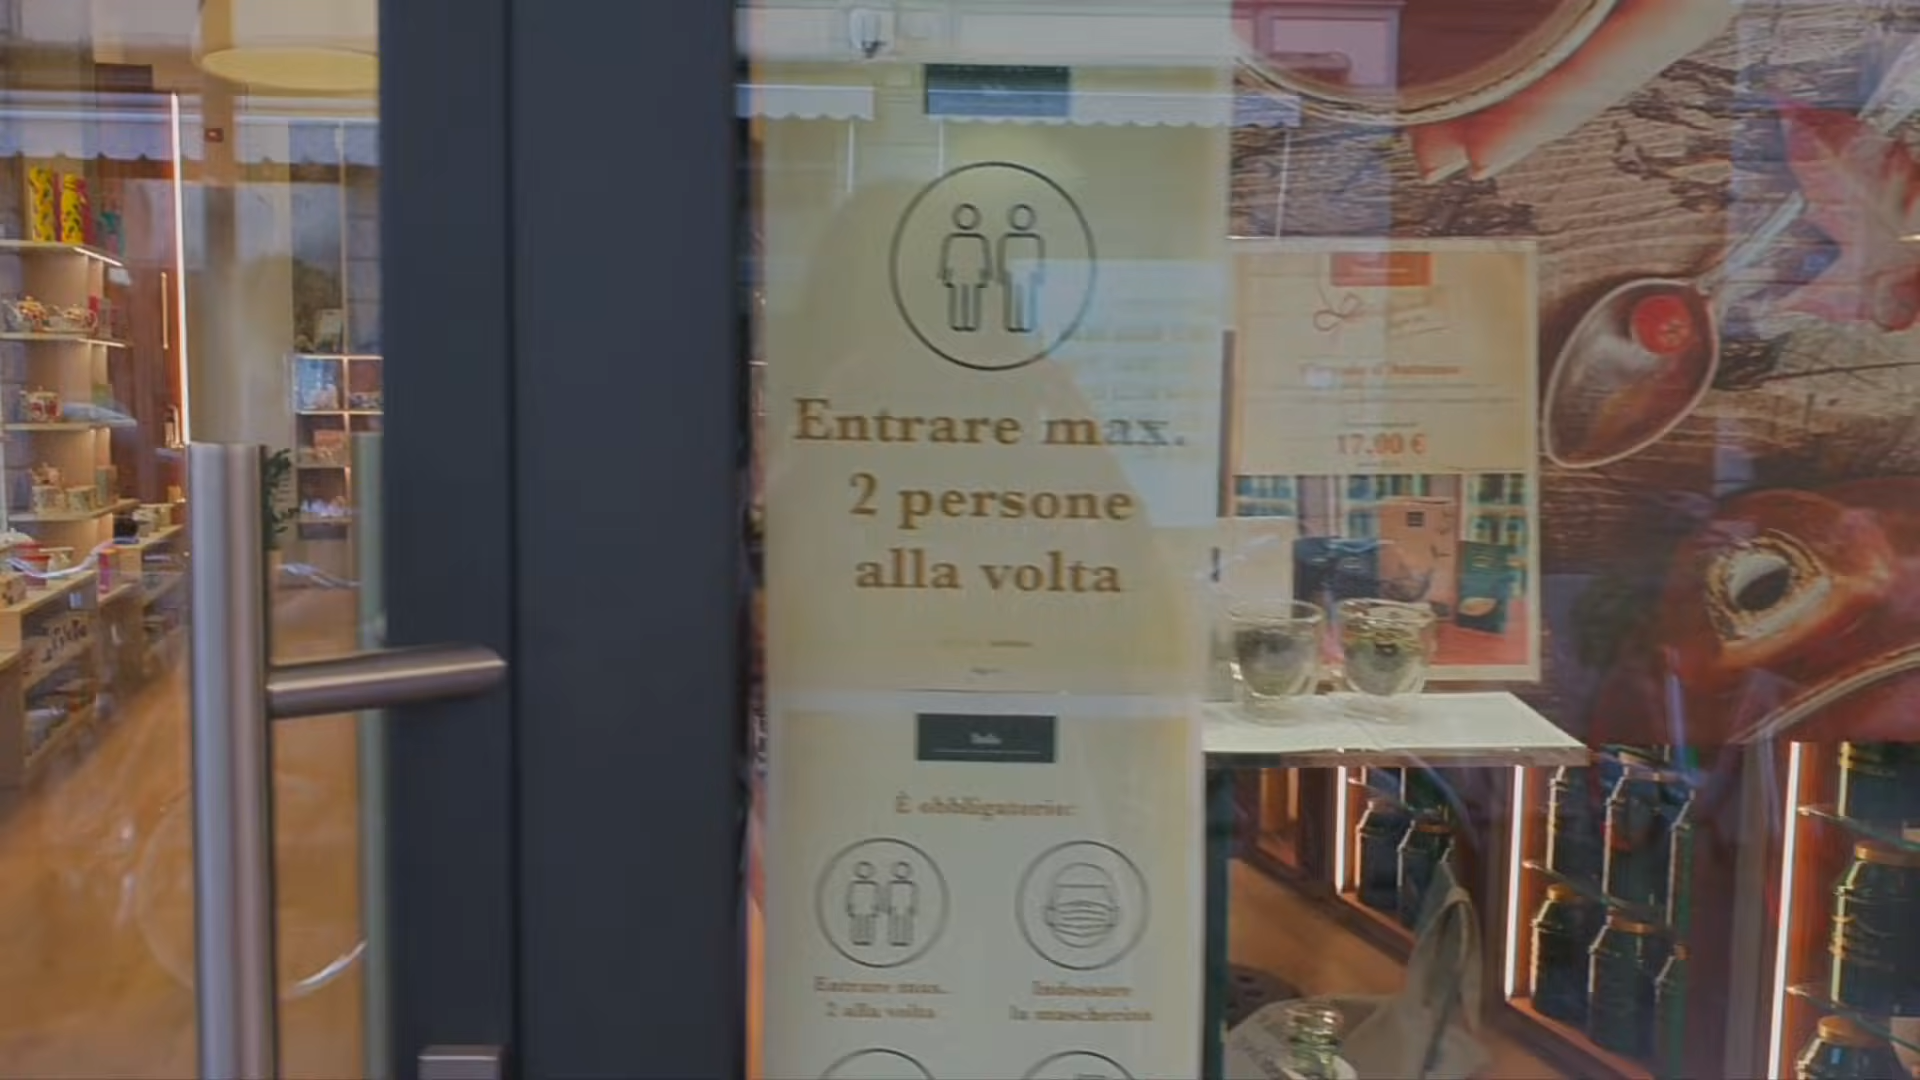 Entrare max.
2 persone
alla volta
È obbligatorio:
Entrare max.
2 alla volta
Indossare
la mascherina
17.00 €